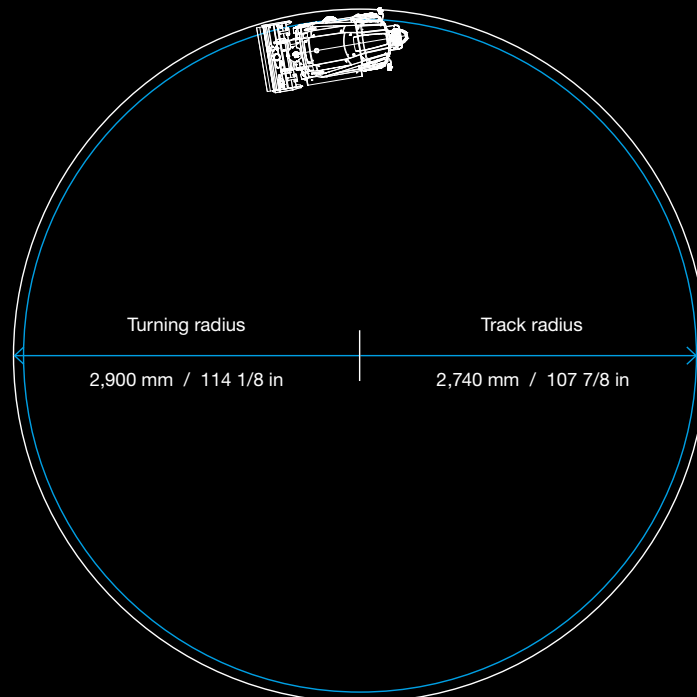 Turning radius
Track radius
2,900 mm / 114 1/8 in
2,740 mm / 107 7/8 in